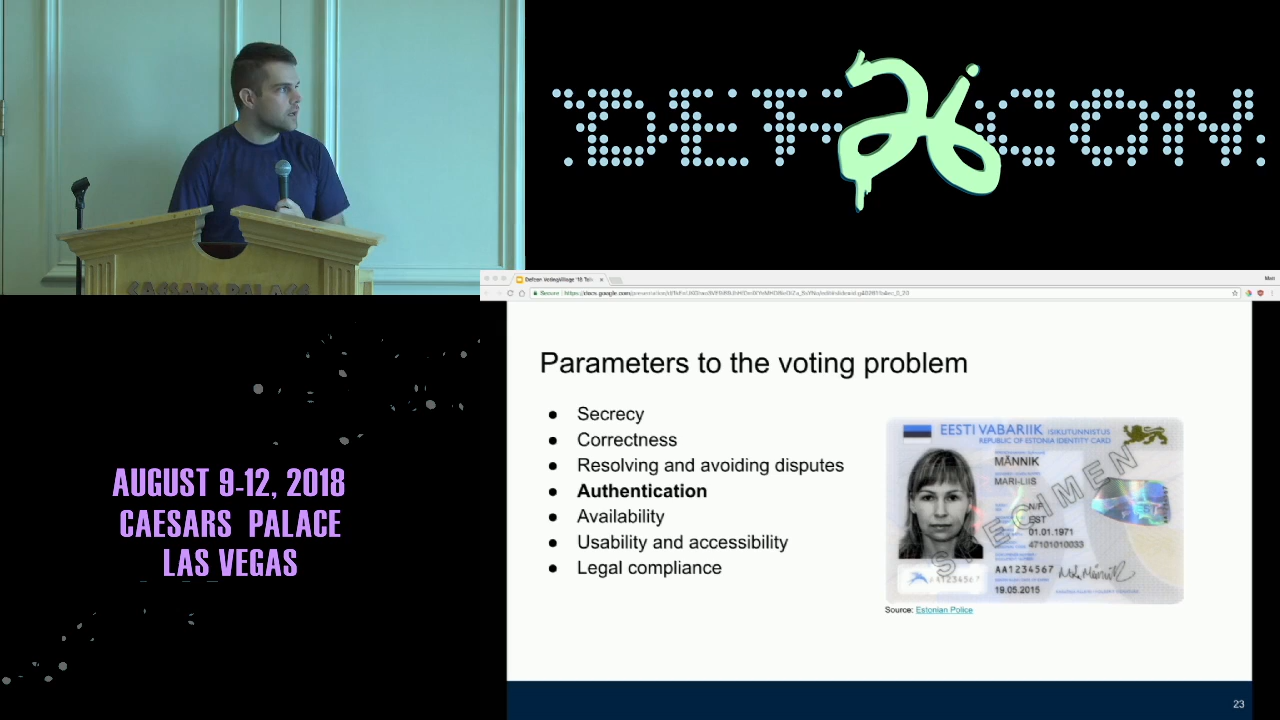 DEF 26 CON
AUGUST 9-12, 2018
CAESARS PALACE
LAS VEGAS
Parameters to the voting problem
● Secrecy
● Correctness
● Resolving and avoiding disputes
● Authentication
● Availability
● Usability and accessibility
● Legal compliance
EESTI VABARIIK ISIKUTUNNISTUS
REPUBLIC OF ESTONIA IDENTITY CARD
MÄNNIK
MARI-LIIS
N/F
EST
01.01.1971
47101010033
AA1234567
19.05.2015
SPECIMEN
Source: Estonian Police
23